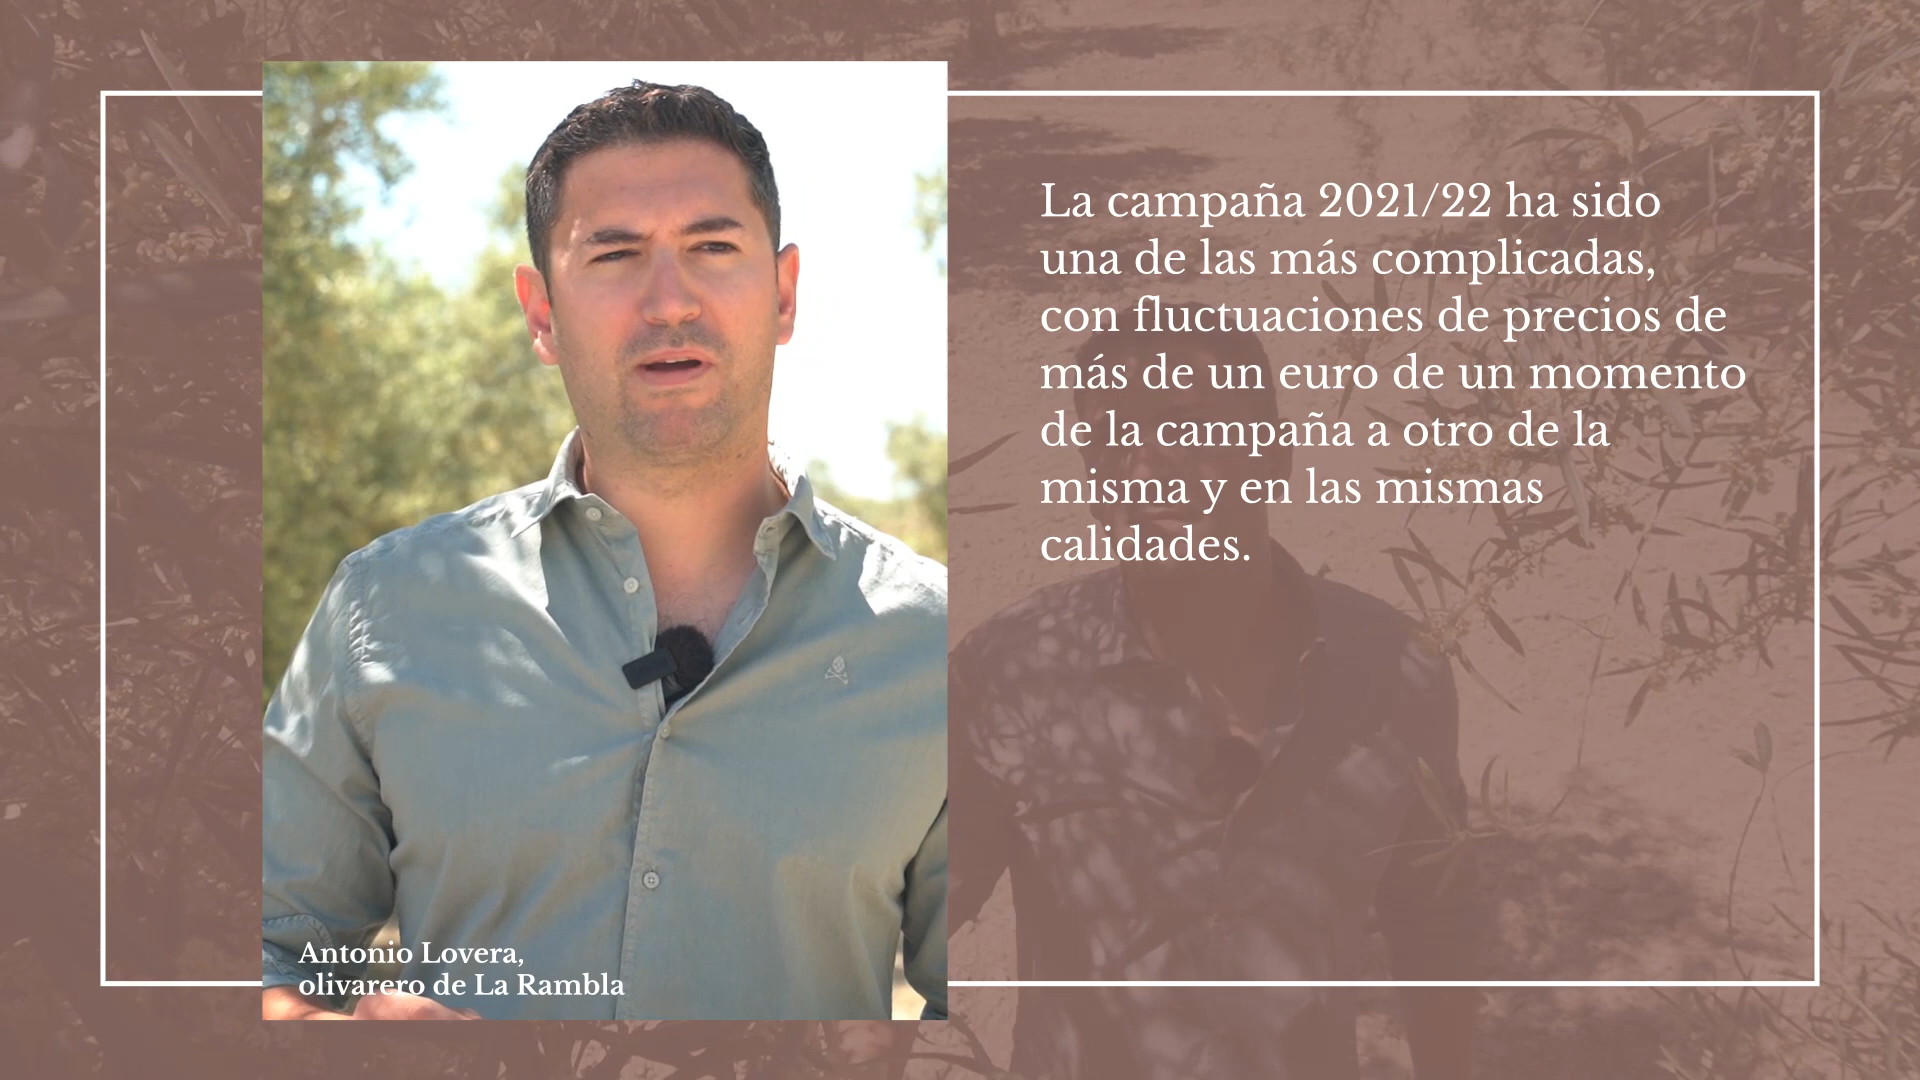 La campaña 2021/22 ha sido
una de las más complicadas,
con fluctuaciones de precios de
más de un euro de un momento
de la campaña a otro de la
misma y en las mismas
calidades.
Antonio Lovera,
olivarero de La Rambla